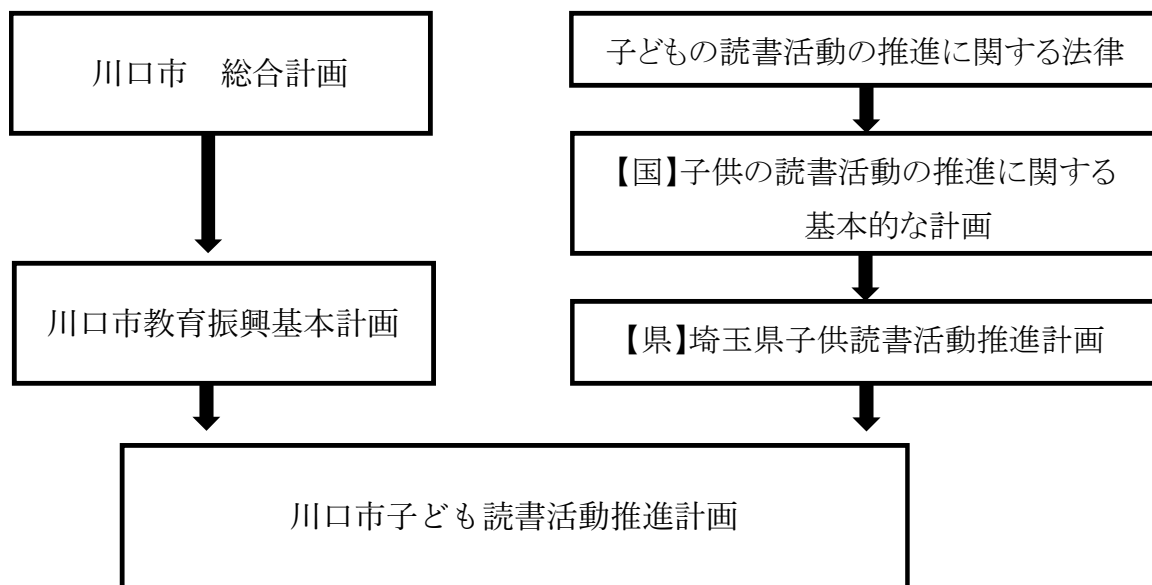 川口市　総合計画
川口市教育振興基本計画
子どもの読書活動の推進に関する法律
【国】子供の読書活動の推進に関する
基本的な計画
【県】埼玉県子供読書活動推進計画
川口市子ども読書活動推進計画